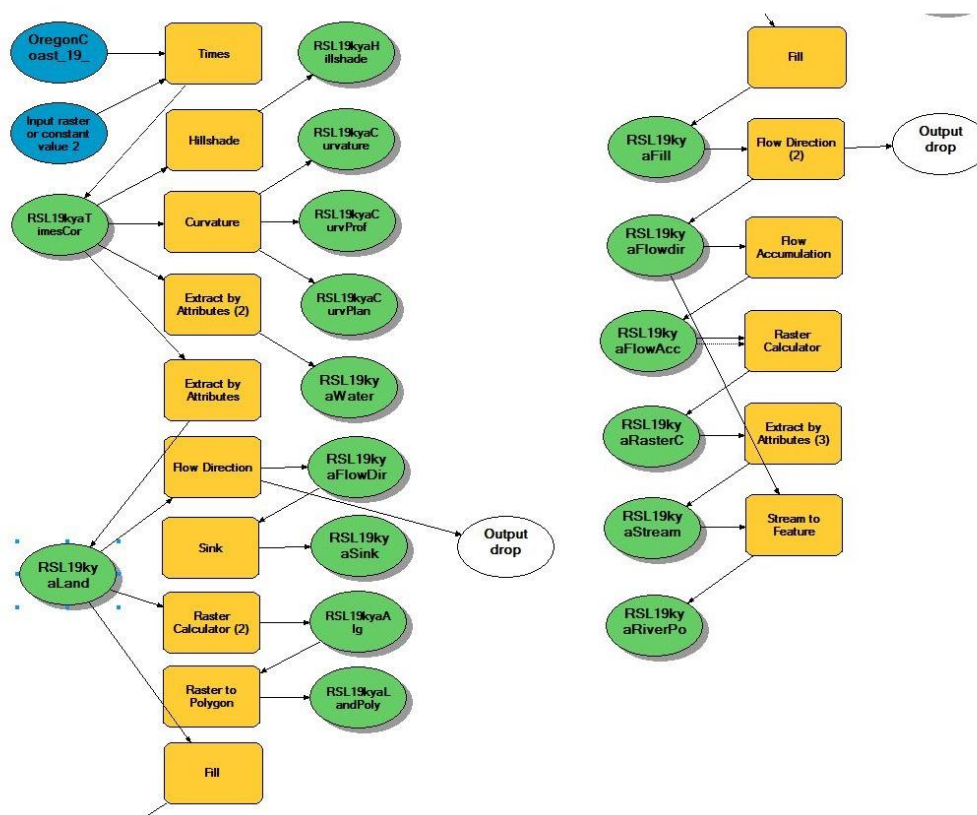 OregonC
oast_19_
Times
RSL19kyaH
illshade
Input raster
or constant
value 2
Hillshade
RSL19kyaC
urvature
RSL19kyaT
imesCor
Curvature
RSL19kyaC
urvProf
Extract by
Attributes (2)
RSL19kyaC
urvPlan
Extract by
Attributes
RSL19ky
aWater
Flow Direction
RSL19ky
aFlowDir
Output
drop
RSL19ky
aLand
Sink
RSL19ky
aSink
Raster
Calculator (2)
RSL19kyaA
lg
Raster to
Polygon
RSL19kyaL
andPoly
Fill
Fill
RSL19ky
aFill
Flow Direction
(2)
Output
drop
RSL19ky
aFlowdir
Flow
Accumulation
RSL19ky
aFlowAcc
Raster
Calculator
RSL19ky
aRasterC
Extract by
Attributes (3)
RSL19ky
aStream
Stream to
Feature
RSL19ky
aRiverPo